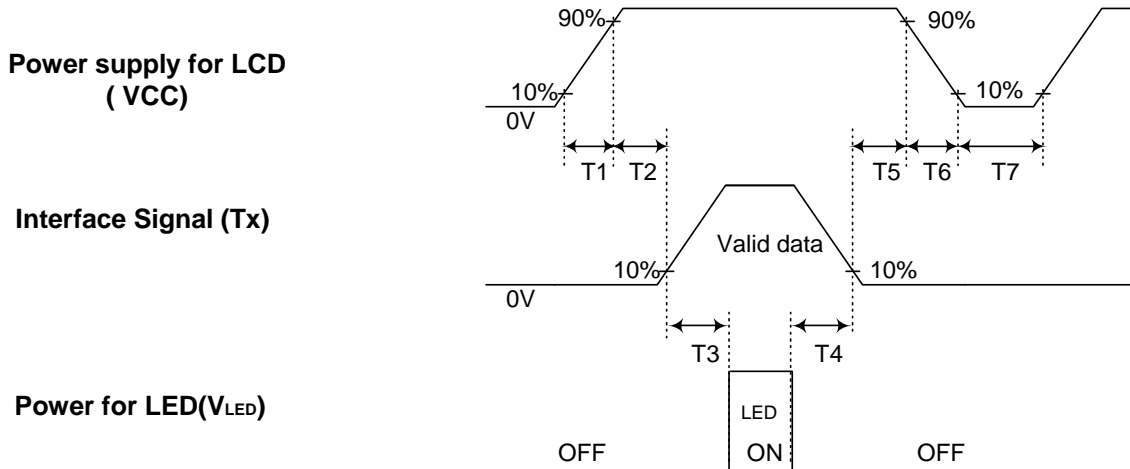 Power supply for LCD
( VCC)
90%
90%
10%
10%
0V
T1
T2
T5
T6
T7
Interface Signal (Tx)
Valid data
10%
10%
0V
T3
T4
Power for LED(VLED)
LED
OFF
ON
OFF